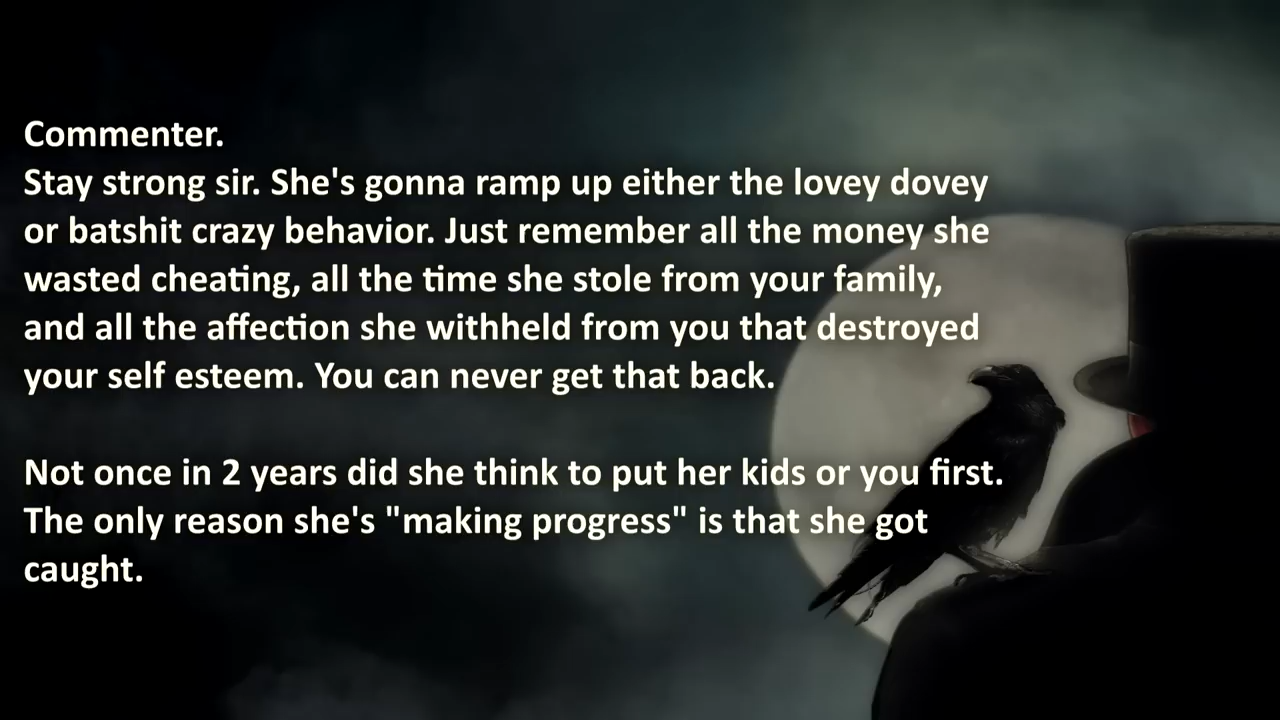 Commenter.
Stay strong sir. She's gonna ramp up either the lovey dovey
or batshit crazy behavior. Just remember all the money she
wasted cheating, all the time she stole from your family,
and all the affection she withheld from you that destroyed
your self esteem. You can never get that back.
Not once in 2 years did she think to put her kids or you first.
The only reason she's "making progress" is that she got
caught.